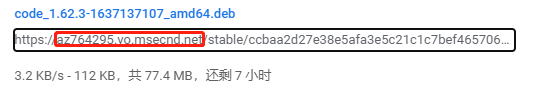 code_1.62.3-1637137107_amd64.deb
https://az764295.vo.msecnd.net/stable/ccbaa2d27e38e5afa3e5c21c1c7bef465706...
3.2 KB/s - 112 KB，共 77.4 MB，还剩 7 小时